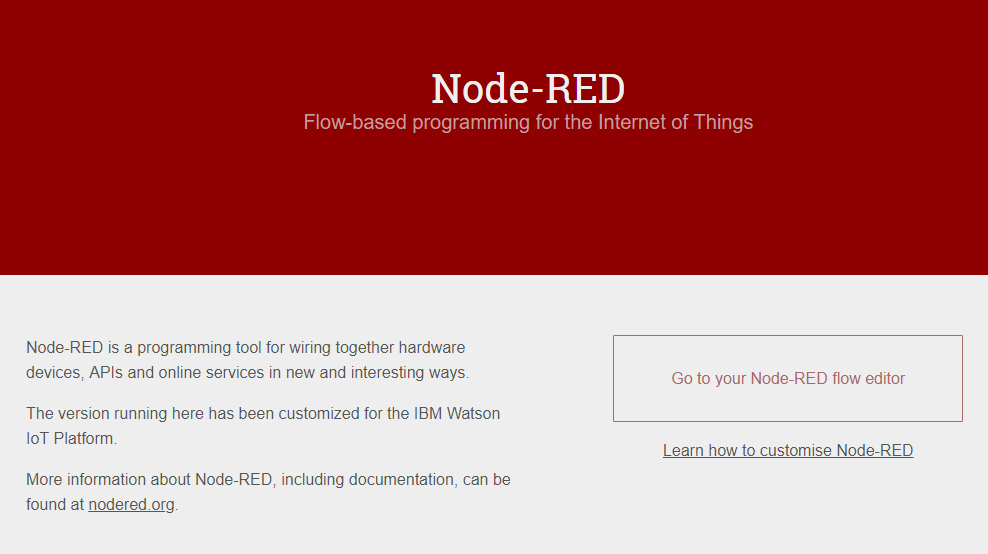 Node-RED
Flow-based programming for the Internet of Things
Node-RED is a programming tool for wiring together hardware
devices, APIs and online services in new and interesting ways.
The version running here has been customized for the IBM Watson
IoT Platform.
More information about Node-RED, including documentation, can be
found at nodered.org.
Go to your Node-RED flow editor
Learn how to customise Node-RED